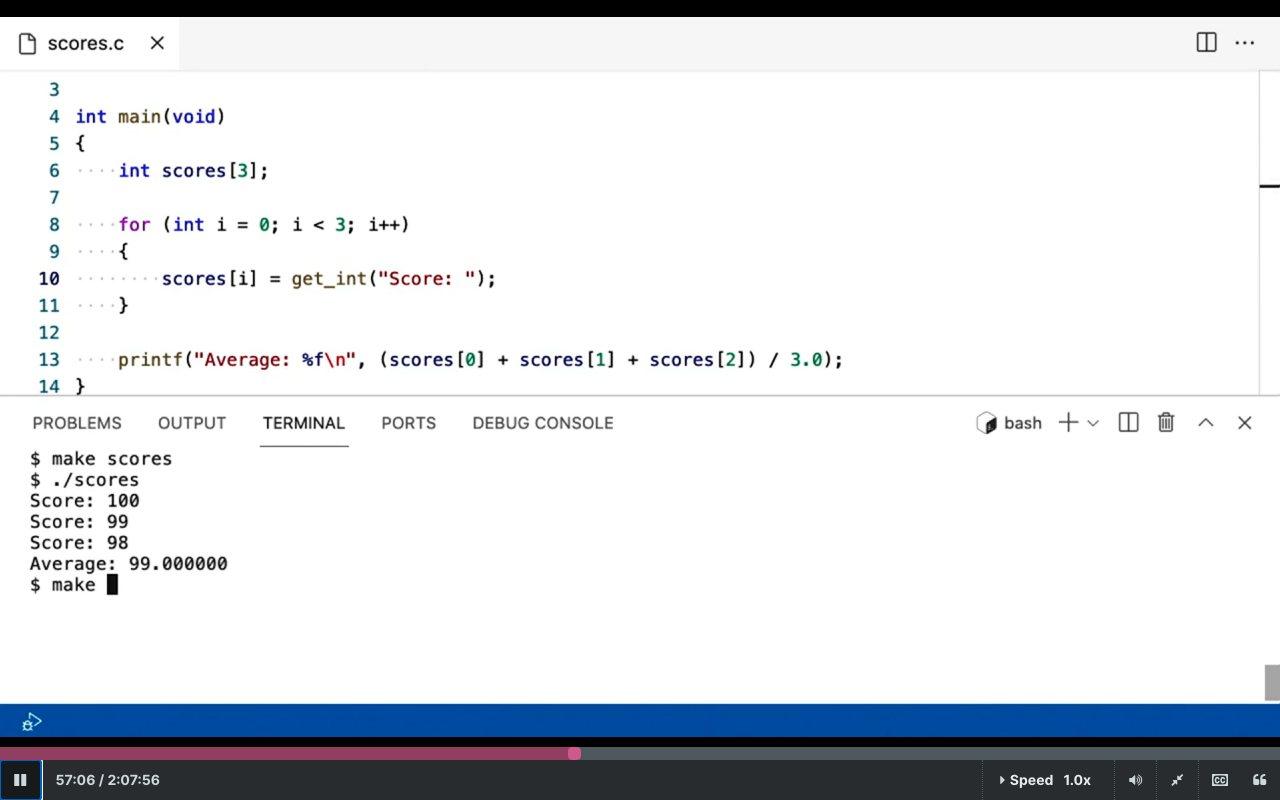 scores.c
3
4 int main(void)
5 {
6 ····int scores[3];
7
8 ····for (int i = 0; i < 3; i++)
9 ····{
10 ········scores[i] = get_int("Score: ");
11 ····}
12
13 ····printf("Average: %f\n", (scores[0] + scores[1] + scores[2]) / 3.0);
14 }
PROBLEMS OUTPUT TERMINAL PORTS DEBUG CONSOLE bash
$ make scores
$ ./scores
Score: 100
Score: 99
Score: 98
Average: 99.000000
$ make
57:06 / 2:07:56 Speed 1.0x CC